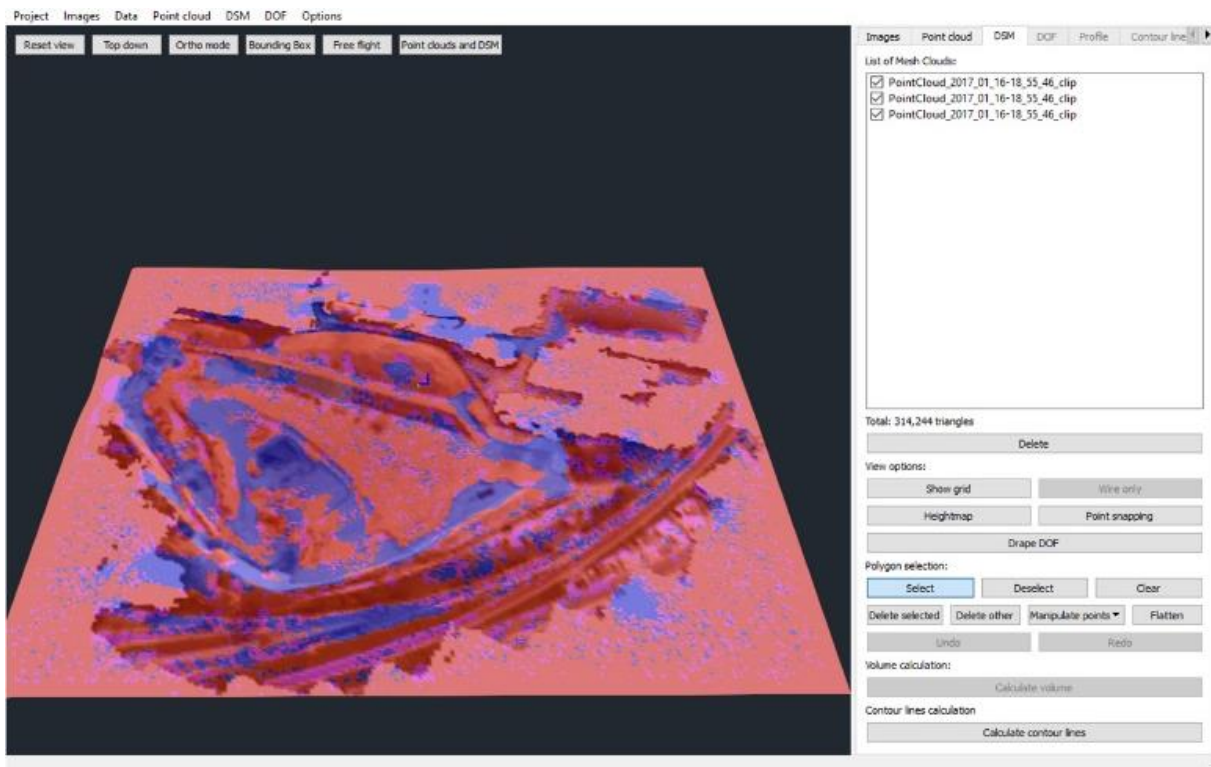 Project Images Data Point cloud DSM DOF Options
Reset view Top down Ortho mode Bounding Box Free flight Point clouds and DSM
Images Point cloud DSM DOF Profile Contour line
List of Mesh Clouds:
PointCloud_2017_01_16-18_55_46_clip
PointCloud_2017_01_16-18_55_46_clip
PointCloud_2017_01_16-18_55_46_clip
Total: 314,244 triangles
Delete
View options:
Show grid Wire only
Heightmap Point snapping
Drape DOF
Polygon selection:
Select Deselect Clear
Delete selected Delete other Manipulate points Flatten
Undo Redo
Volume calculation:
Calculate volume
Contour lines calculation
Calculate contour lines